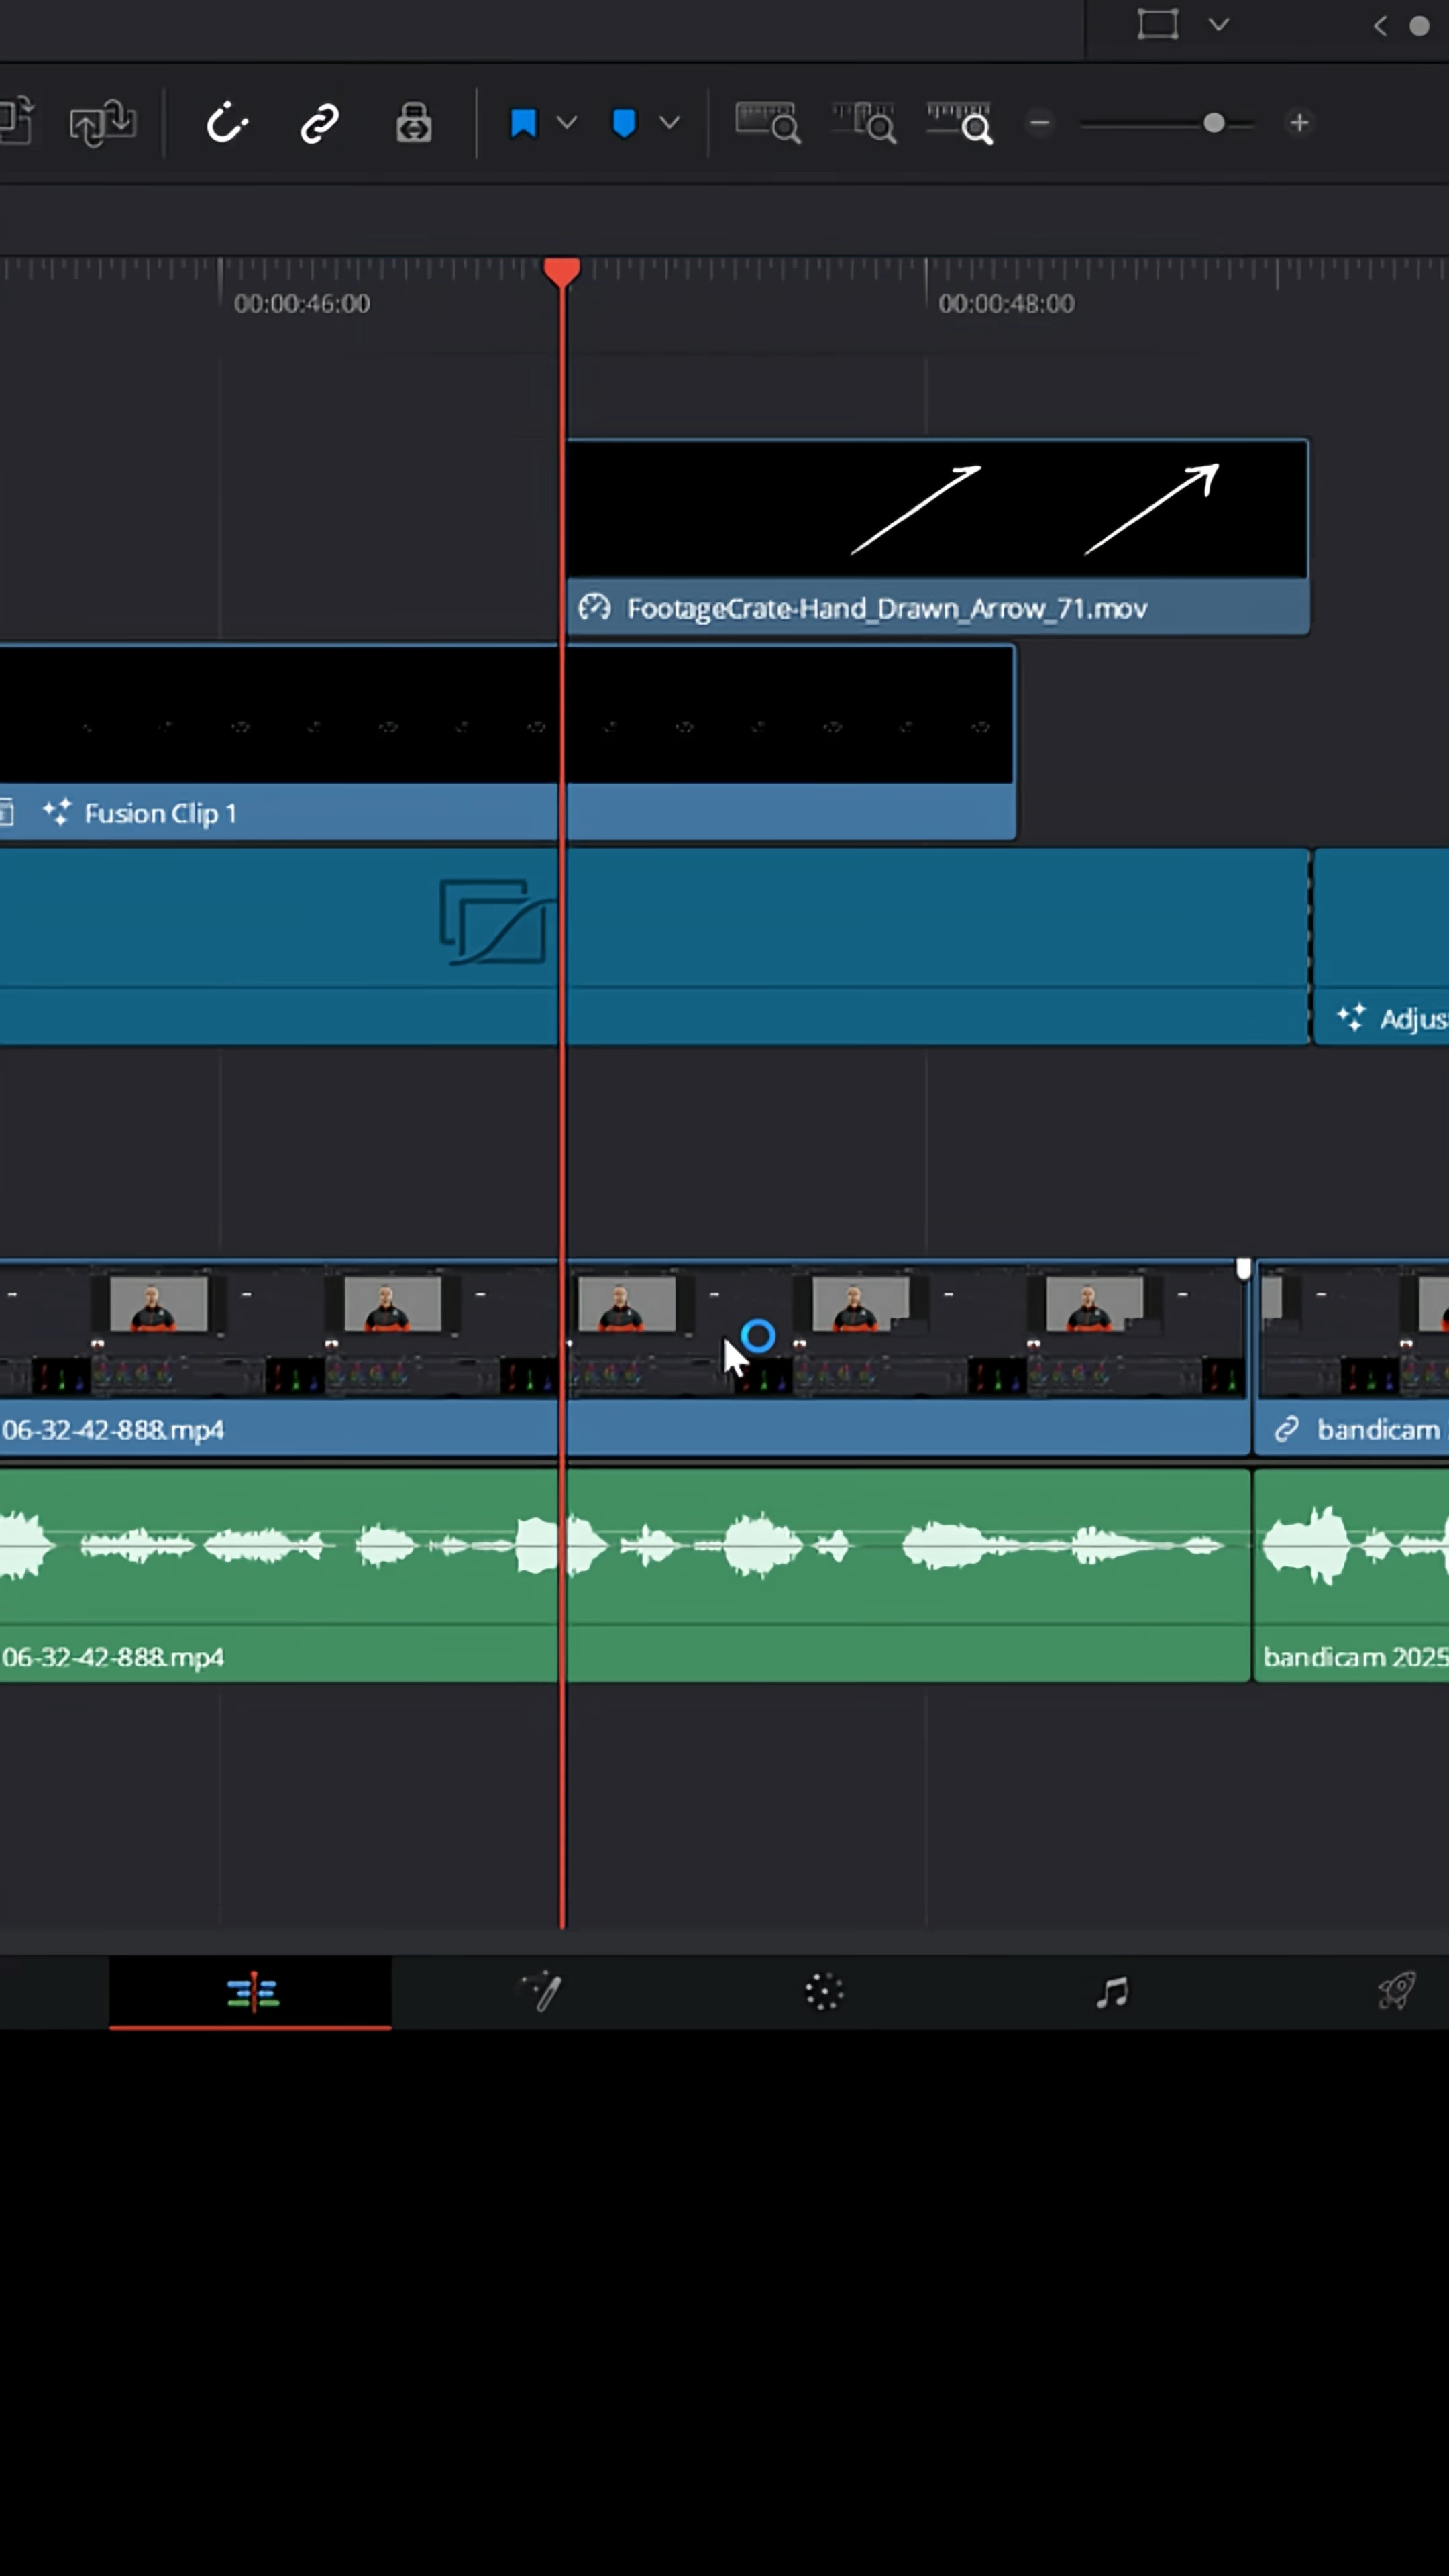 00:00:46:00 00:00:48:00
FootageCrate-Hand_Drawn_Arrow_71.mov
Fusion Clip 1
Adjus
06-32-42-888.mp4 bandicam
06-32-42-888.mp4 bandicam 2025